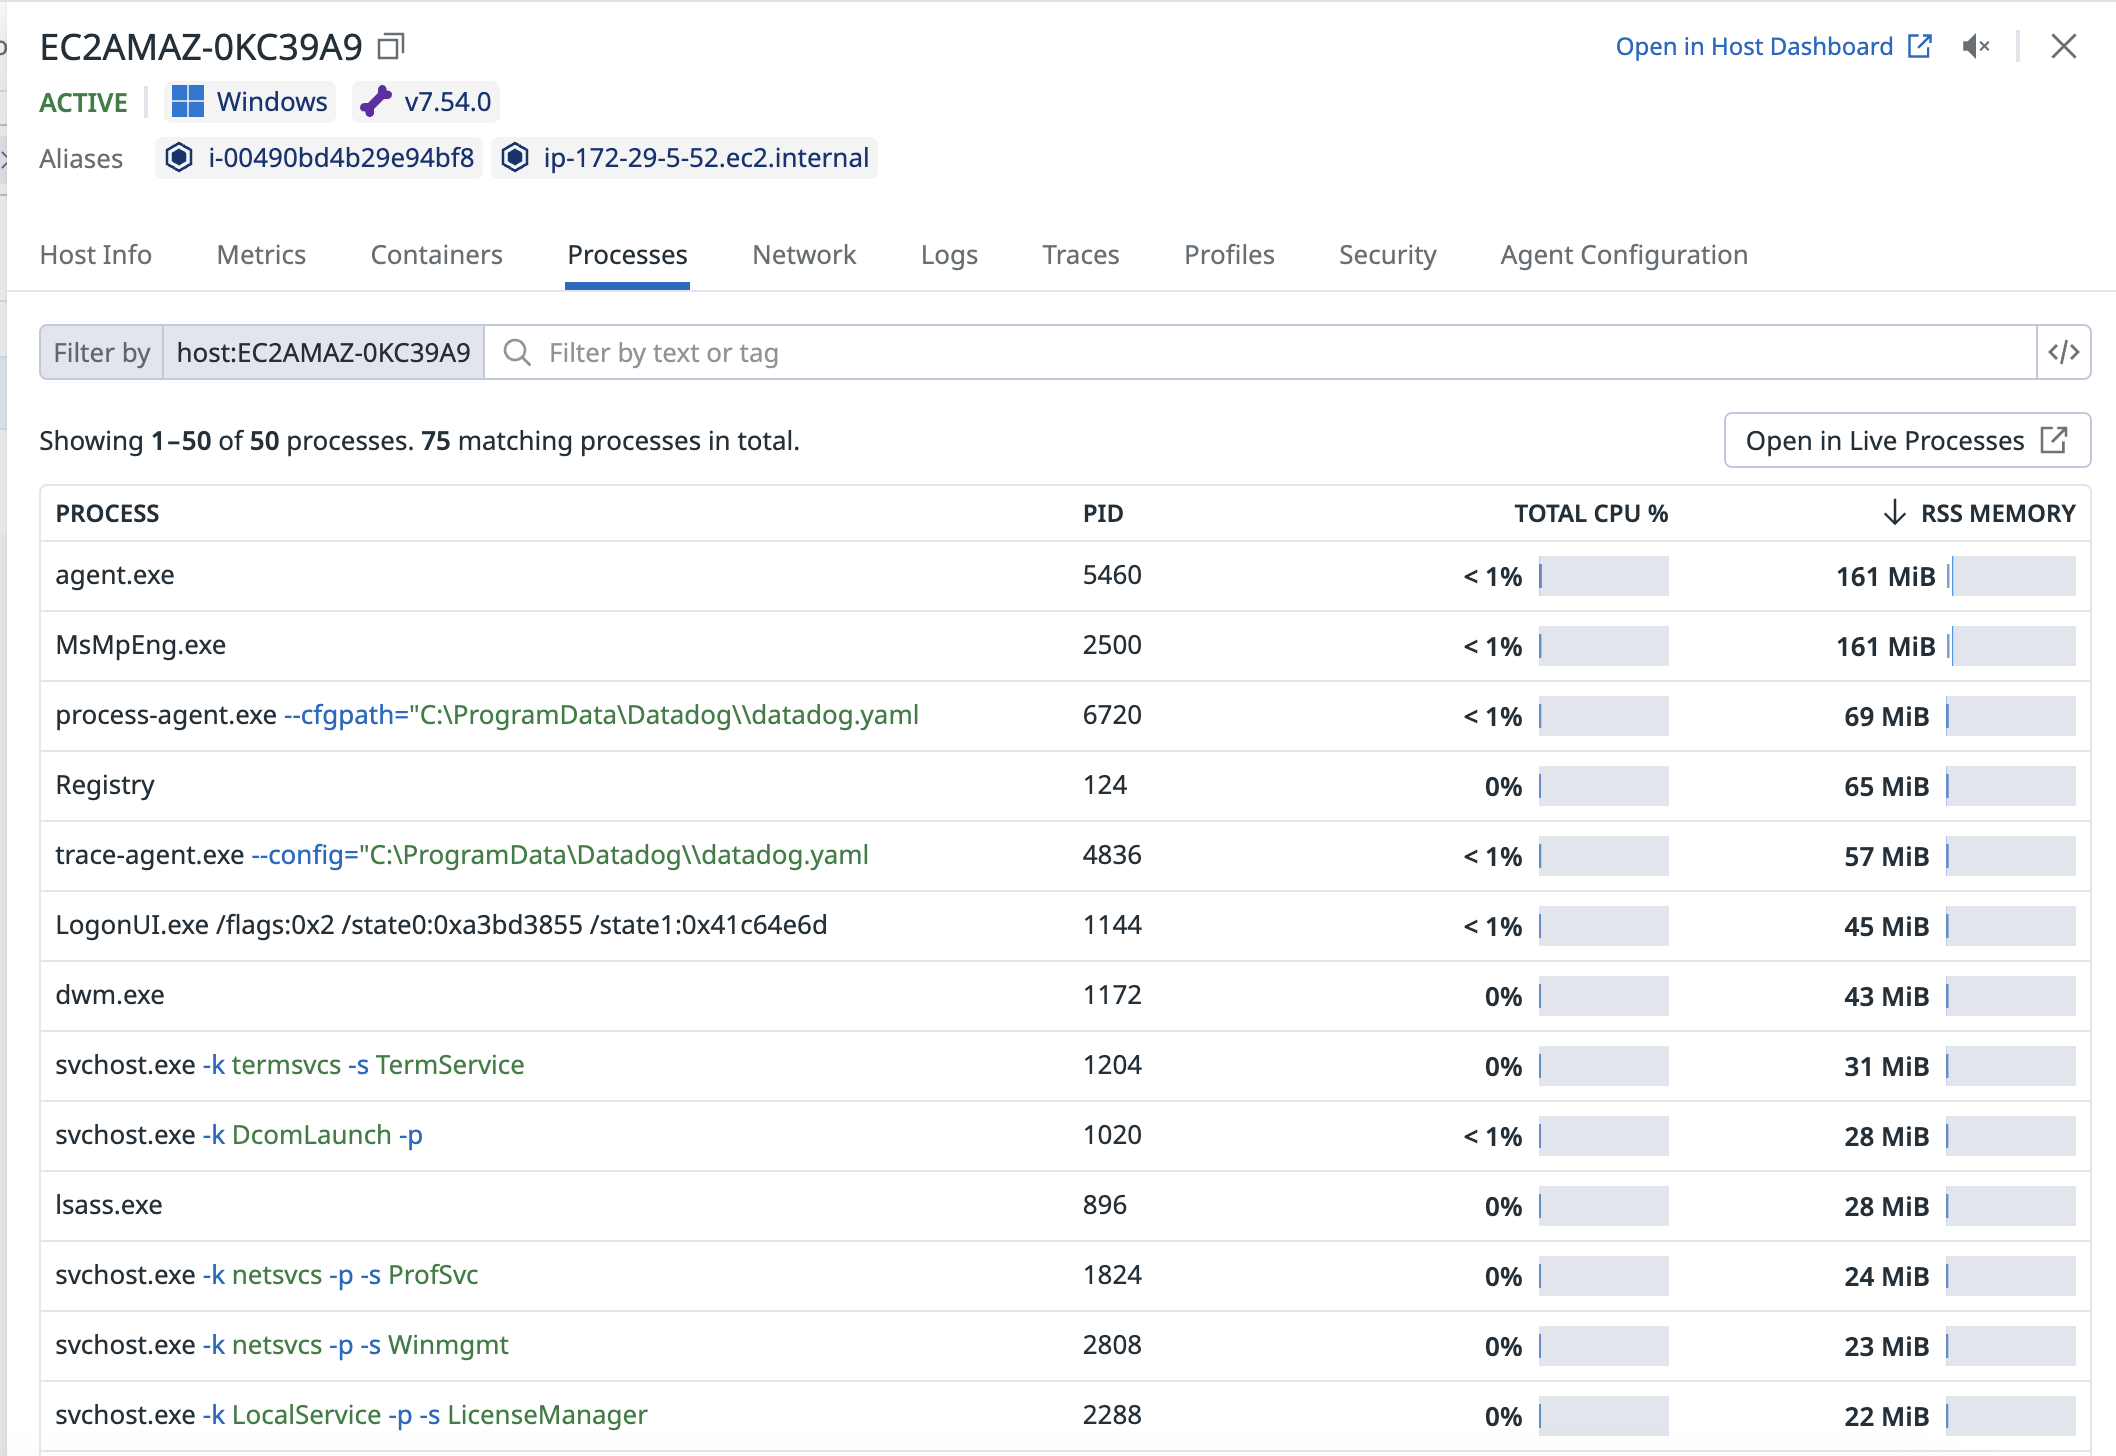 EC2AMAZ-0KC39A9 Open in Host Dashboard
ACTIVE Windows v7.54.0
Aliases i-00490bd4b29e94bf8 ip-172-29-5-52.ec2.internal
Host Info Metrics Containers Processes Network Logs Traces Profiles Security Agent Configuration
Filter by host:EC2AMAZ-0KC39A9 Filter by text or tag </>
Showing 1–50 of 50 processes. 75 matching processes in total. Open in Live Processes
PROCESS PID TOTAL CPU % ↓ RSS MEMORY
agent.exe 5460 < 1% 161 MiB
MsMpEng.exe 2500 < 1% 161 MiB
process-agent.exe --cfgpath="C:\ProgramData\Datadog\\datadog.yaml 6720 < 1% 69 MiB
Registry 124 0% 65 MiB
trace-agent.exe --config="C:\ProgramData\Datadog\\datadog.yaml 4836 < 1% 57 MiB
LogonUI.exe /flags:0x2 /state0:0xa3bd3855 /state1:0x41c64e6d 1144 < 1% 45 MiB
dwm.exe 1172 0% 43 MiB
svchost.exe -k termsvcs -s TermService 1204 0% 31 MiB
svchost.exe -k DcomLaunch -p 1020 < 1% 28 MiB
lsass.exe 896 0% 28 MiB
svchost.exe -k netsvcs -p -s ProfSvc 1824 0% 24 MiB
svchost.exe -k netsvcs -p -s Winmgmt 2808 0% 23 MiB
svchost.exe -k LocalService -p -s LicenseManager 2288 0% 22 MiB